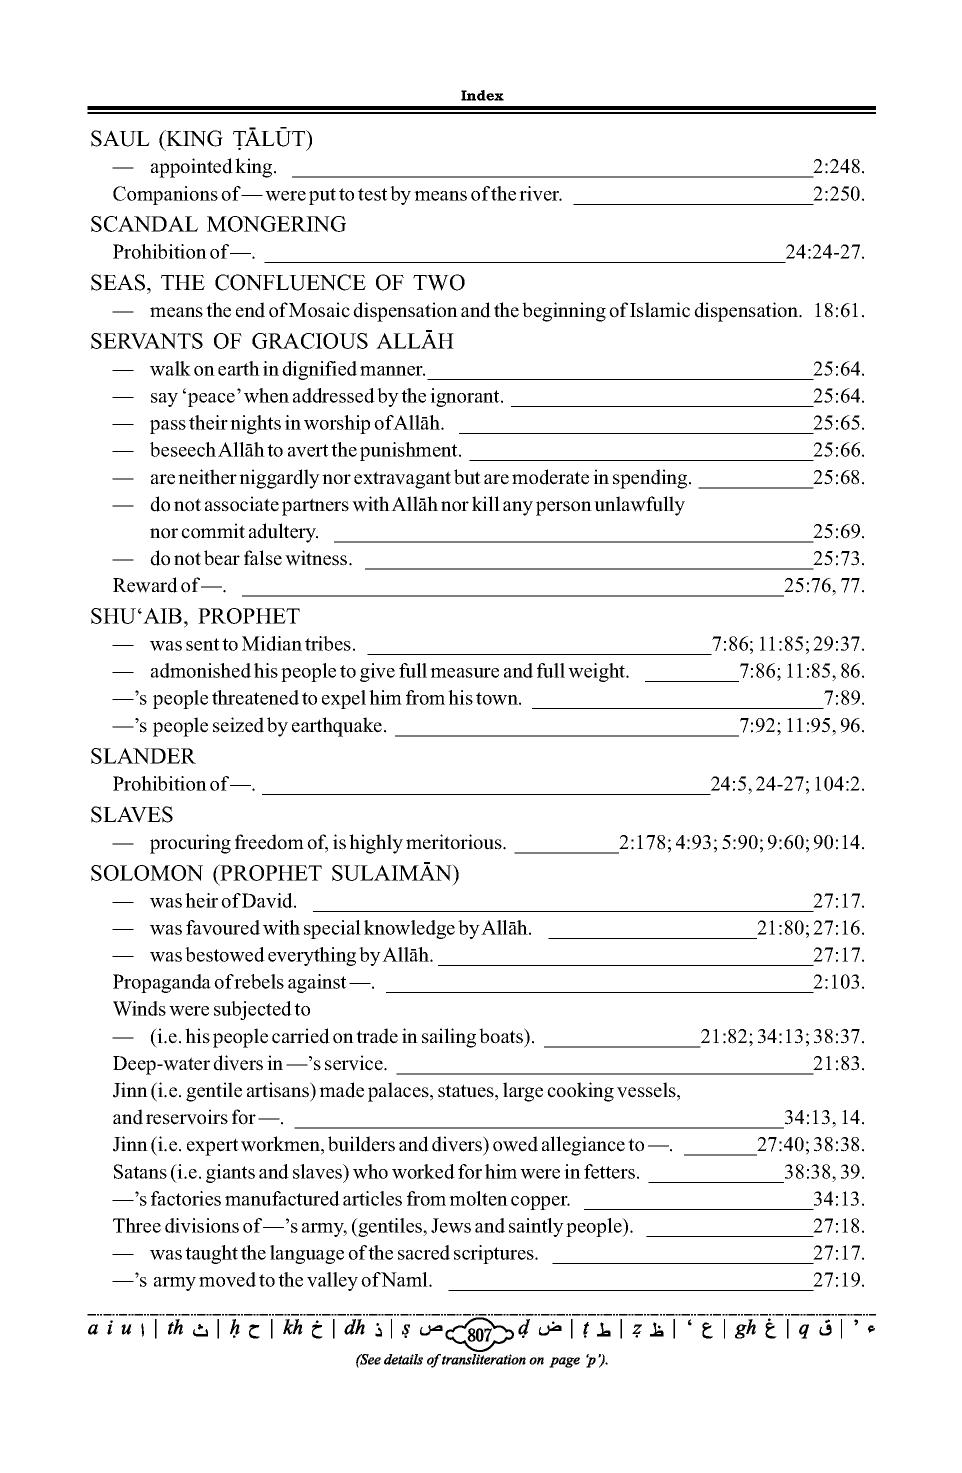 Index
SAUL (KING ṬĀLŪT)
— appointed king. 2:248.
Companions of — were put to test by means of the river. 2:250.
SCANDAL MONGERING
Prohibition of —. 24:24-27.
SEAS, THE CONFLUENCE OF TWO
— means the end of Mosaic dispensation and the beginning of Islamic dispensation. 18:61.
SERVANTS OF GRACIOUS ALLĀH
— walk on earth in dignified manner. 25:64.
— say ‘peace’ when addressed by the ignorant. 25:64.
— pass their nights in worship of Allāh. 25:65.
— beseech Allāh to avert the punishment. 25:66.
— are neither niggardly nor extravagant but are moderate in spending. 25:68.
— do not associate partners with Allāh nor kill any person unlawfully
nor commit adultery. 25:69.
— do not bear false witness. 25:73.
Reward of —. 25:76, 77.
SHU‘AIB, PROPHET
— was sent to Midian tribes. 7:86; 11:85; 29:37.
— admonished his people to give full measure and full weight. 7:86; 11:85, 86.
—’s people threatened to expel him from his town. 7:89.
—’s people seized by earthquake. 7:92; 11:95, 96.
SLANDER
Prohibition of —. 24:5, 24-27; 104:2.
SLAVES
— procuring freedom of, is highly meritorious. 2:178; 4:93; 5:90; 9:60; 90:14.
SOLOMON (PROPHET SULAIMĀN)
— was heir of David. 27:17.
— was favoured with special knowledge by Allāh. 21:80; 27:16.
— was bestowed everything by Allāh. 27:17.
Propaganda of rebels against —. 2:103.
Winds were subjected to
— (i.e. his people carried on trade in sailing boats). 21:82; 34:13; 38:37.
Deep-water divers in —’s service. 21:83.
Jinn (i.e. gentile artisans) made palaces, statues, large cooking vessels,
and reservoirs for —. 34:13, 14.
Jinn (i.e. expert workmen, builders and divers) owed allegiance to —. 27:40; 38:38.
Satans (i.e. giants and slaves) who worked for him were in fetters. 38:38, 39.
—’s factories manufactured articles from molten copper. 34:13.
Three divisions of —’s army, (gentiles, Jews and saintly people). 27:18.
— was taught the language of the sacred scriptures. 27:17.
—’s army moved to the valley of Naml. 27:19.
a i u ا | th ث | ḥ ح | kh خ | dh ذ | ṣ ص 807 ḍ ض | ṭ ط | ẓ ظ | ‘ ع | gh غ | q ق | ’ ء
(See details of transliteration on page ‘p’).